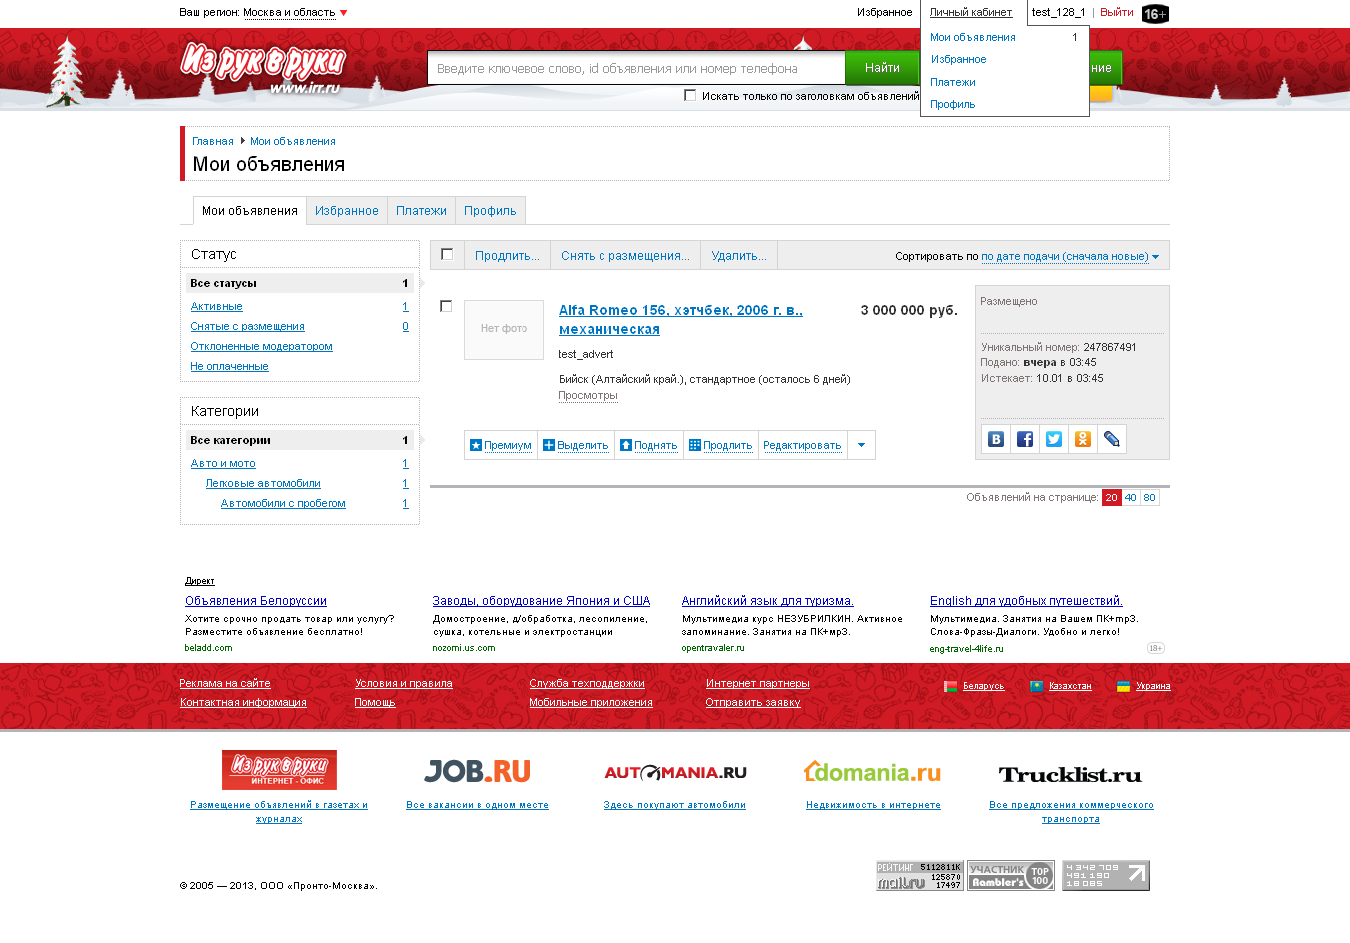 Ваш регион: Москва и область
Избранное
Личный кабинет
test_128_1 | Выйти
16+
Мои объявления 1
Избранное
Платежи
Профиль
Из рук в руки
www.irr.ru
Введите ключевое слово, id объявления или номер телефона
Найти
ние
Искать только по заголовкам объявлений
Главная Мои объявления
Мои объявления
Мои объявления Избранное Платежи Профиль
Статус
Все статусы 1
Активные 1
Снятые с размещения 0
Отклоненные модератором
Не оплаченные
Категории
Все категории 1
Авто и мото 1
Легковые автомобили 1
Автомобили с пробегом 1
Продлить... Снять с размещения... Удалить...
Сортировать по по дате подачи (сначала новые)
Нет фото
Alfa Romeo 156, хэтчбек, 2006 г. в.,
механическая
3 000 000 руб.
test_advert
Бийск (Алтайский край.), стандартное (осталось 6 дней)
Просмотры
Премиум Выделить Поднять Продлить Редактировать
Размещено
Уникальный номер: 247867491
Подано: вчера в 03:45
Истекает: 10.01 в 03:45
Объявлений на странице: 20 40 80
Директ
Объявления Белоруссии
Хотите срочно продать товар или услугу?
Разместите объявление бесплатно!
beladd.com
Заводы, оборудование Япония и США
Домостроение, д/обработка, лесопиление,
сушка, котельные и электростанции
nozomi.us.com
Английский язык для туризма.
Мультимедиа курс НЕЗУБРИЛКИН. Активное
запоминание. Занятия на ПК+мр3.
opentravaler.ru
English для удобных путешествий.
Мультимедиа. Занятия на Вашем ПК+mp3.
Слова-Фразы-Диалоги. Удобно и легко!
eng-travel-4life.ru
18+
Реклама на сайте
Контактная информация
Условия и правила
Помощь
Служба техподдержки
Мобильные приложения
Интернет партнеры
Отправить заявку
Беларусь Казахстан Украина
Из рук в руки
ИНТЕРНЕТ - ОФИС
Размещение объявлений в газетах и
журналах
JOB.RU
Все вакансии в одном месте
AUTOMANIA.RU
Здесь покупают автомобили
domania.ru
Недвижимость в интернете
Trucklist.ru
Все предложения коммерческого
транспорта
© 2005 — 2013, ООО «Пронто-Москва».
РЕЙТИНГ 5112811K
mail.ru 125870
17497
УЧАСТНИК
Rambler's
TOP
100
4 342 709
491 190
18 085